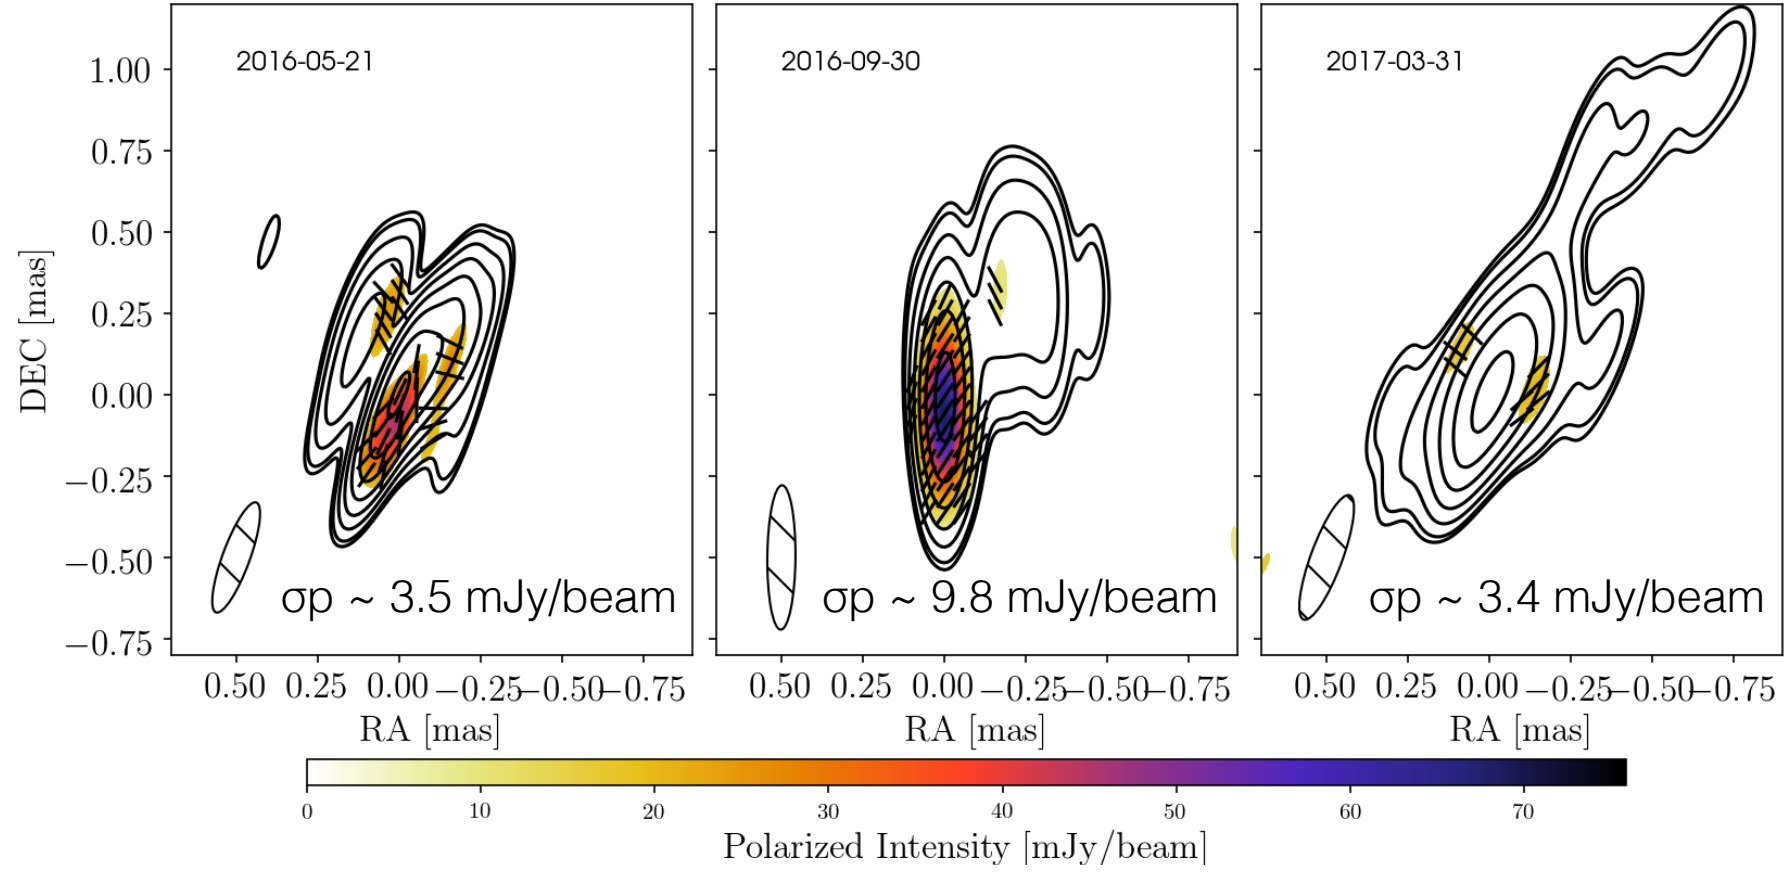 2016-05-21
2016-09-30
2017-03-31
1.00
0.75
0.50
0.25
0.00
−0.25
−0.50
−0.75
DEC [mas]
σp ~ 3.5 mJy/beam
σp ~ 9.8 mJy/beam
σp ~ 3.4 mJy/beam
0.50 0.25 0.00 −0.25 −0.50 −0.75
0.50 0.25 0.00 −0.25 −0.50 −0.75
0.50 0.25 0.00 −0.25 −0.50 −0.75
RA [mas]
RA [mas]
RA [mas]
0 10 20 30 40 50 60 70
Polarized Intensity [mJy/beam]